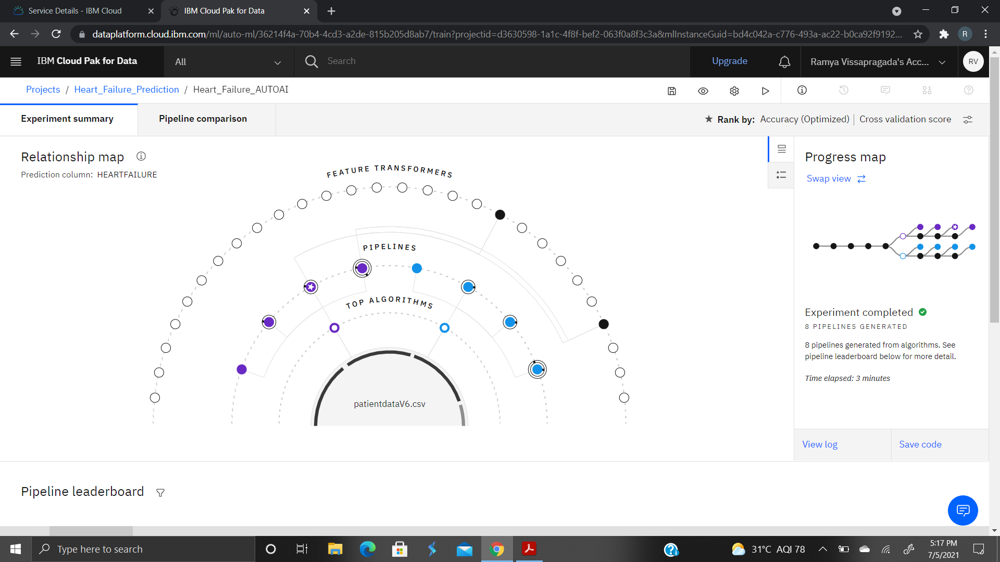 Service Details - IBM Cloud
IBM Cloud Pak for Data
dataplatform.cloud.ibm.com/ml/auto-ml/36214f4a-70b4-4cd3-a2de-815b205d8ab7/train?projectid=d3630598-1a1c-4f8f-bef2-063f0a8f3c3a&mlInstanceGuid=bd4c042a-c776-493a-ac22-b0ca92f9192...
R
IBM Cloud Pak for Data
All
Search
Upgrade
Ramya Vissapragada's Acc...
RV
Projects / Heart_Failure_Prediction / Heart_Failure_AUTOAI
Experiment summary
Pipeline comparison
Rank by: Accuracy (Optimized) | Cross validation score
Relationship map
Prediction column: HEARTFAILURE
FEATURE TRANSFORMERS
PIPELINES
TOP ALGORITHMS
patientdataV6.csv
Progress map
Swap view
Experiment completed
8 PIPELINES GENERATED
8 pipelines generated from algorithms. See
pipeline leaderboard below for more detail.
Time elapsed: 3 minutes
View log
Save code
Pipeline leaderboard
Type here to search
31°C AQI 78
5:17 PM
7/5/2021